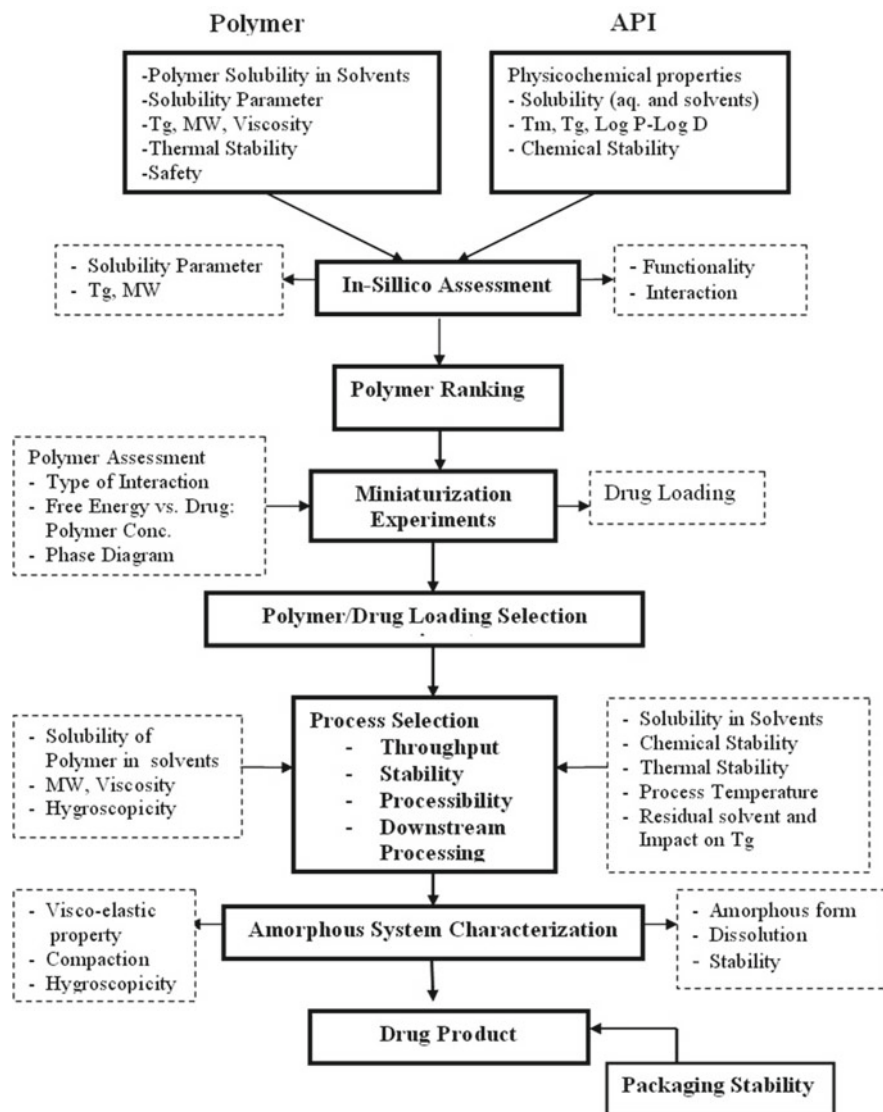 Polymer
API
-Polymer Solubility in Solvents
-Solubility Parameter
-Tg, MW, Viscosity
-Thermal Stability
-Safety
Physicochemical properties
- Solubility (aq. and solvents)
- Tm, Tg, Log P-Log D
- Chemical Stability
- Solubility Parameter
- Tg, MW
In-Sillico Assessment
- Functionality
- Interaction
Polymer Ranking
Polymer Assessment
- Type of Interaction
- Free Energy vs. Drug:
Polymer Conc.
- Phase Diagram
Miniaturization
Experiments
Drug Loading
Polymer/Drug Loading Selection
- Solubility of
Polymer in solvents
- MW, Viscosity
- Hygroscopicity
Process Selection
- Throughput
- Stability
- Processibility
- Downstream
Processing
- Solubility in Solvents
- Chemical Stability
- Thermal Stability
- Process Temperature
- Residual solvent and
Impact on Tg
- Visco-elastic
property
- Compaction
- Hygroscopicity
Amorphous System Characterization
- Amorphous form
- Dissolution
- Stability
Drug Product
Packaging Stability